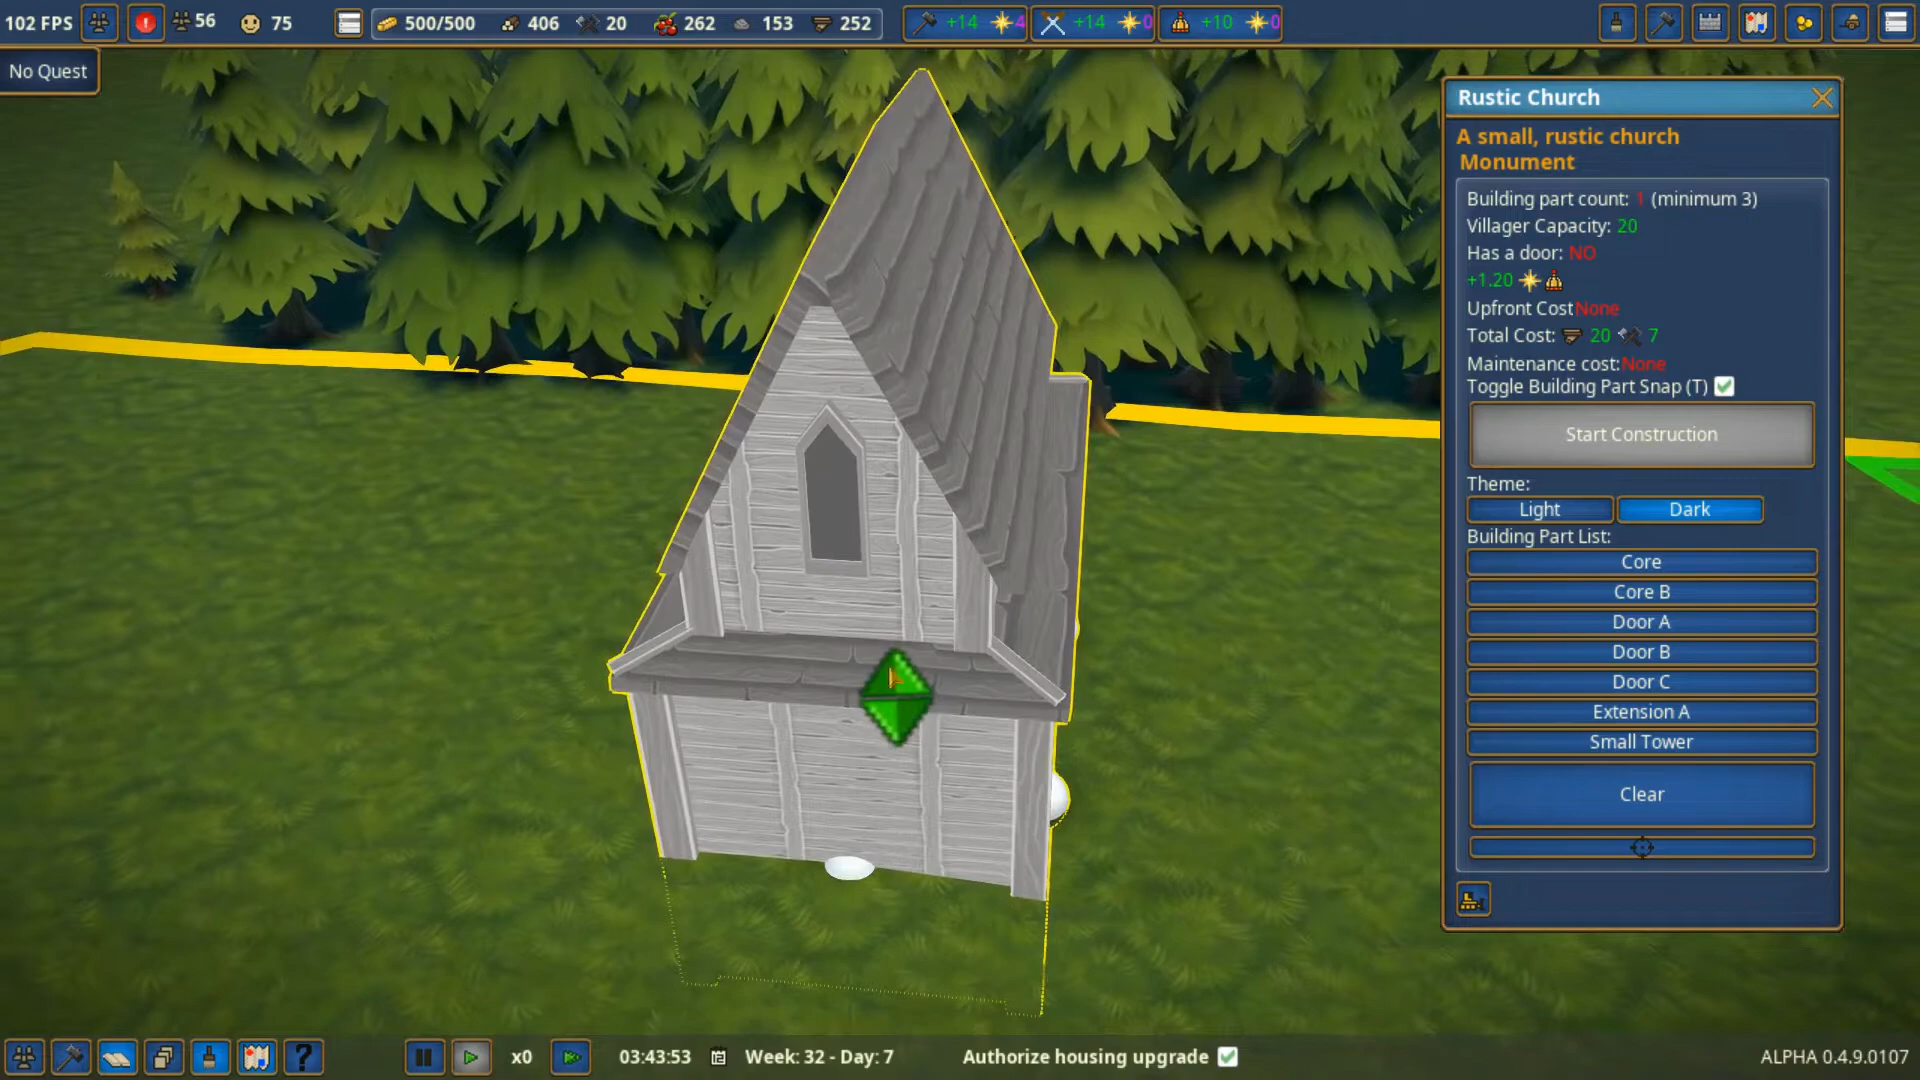 102 FPS 56 75 500/500 406 20 262 153 252 +14 4 +14 0 +10 0
No Quest
Rustic Church
A small, rustic church
Monument
Building part count: 1 (minimum 3)
Villager Capacity: 20
Has a door: NO
+1.20
Upfront Cost None
Total Cost: 20 7
Maintenance cost:None
Toggle Building Part Snap (T)
Start Construction
Theme:
Light Dark
Building Part List:
Core
Core B
Door A
Door B
Door C
Extension A
Small Tower
Clear
x0 03:43:53 Week: 32 - Day: 7 Authorize housing upgrade ALPHA 0.4.9.0107